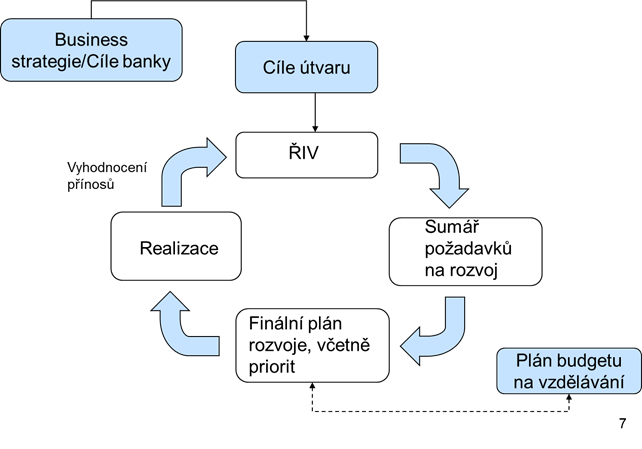 Business
strategie/Cíle banky
Cíle útvaru
ŘIV
Vyhodnocení
přínosů
Realizace
Sumář
požadavků
na rozvoj
Finální plán
rozvoje, včetně
priorit
Plán budgetu
na vzdělávání
7